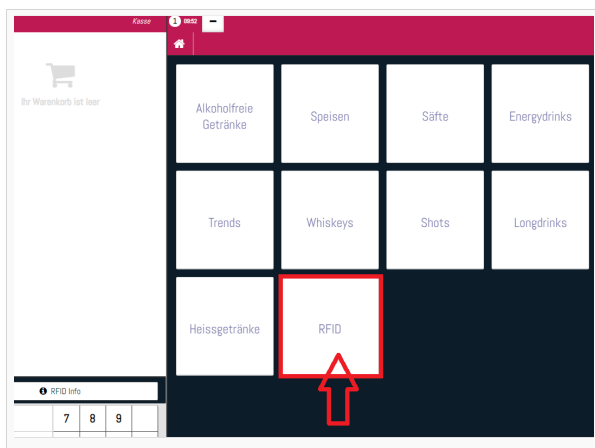 Kasse
1 09:52 –
Ihr Warenkorb ist leer
Alkoholfreie
Getränke
Speisen
Säfte
Energydrinks
Trends
Whiskeys
Shots
Longdrinks
Heissgetränke
RFID
RFID Info
7 8 9